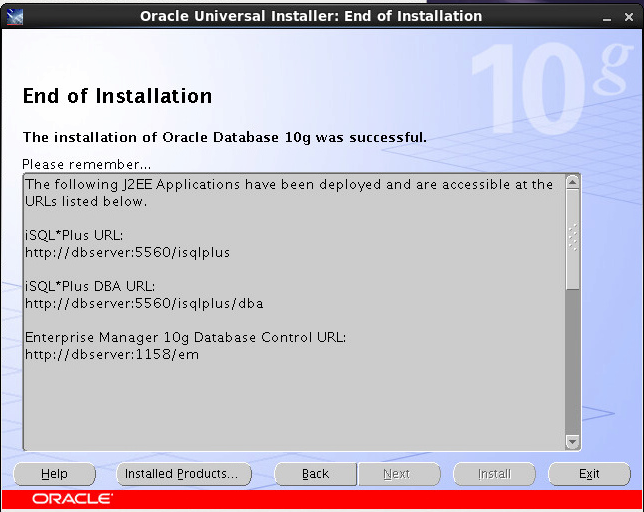 Oracle Universal Installer: End of Installation
10g
End of Installation
The installation of Oracle Database 10g was successful.
Please remember...
The following J2EE Applications have been deployed and are accessible at the
URLs listed below.
iSQL*Plus URL:
http://dbserver:5560/isqlplus
iSQL*Plus DBA URL:
http://dbserver:5560/isqlplus/dba
Enterprise Manager 10g Database Control URL:
http://dbserver:1158/em
Help
Installed Products...
Back
Next
Install
Exit
ORACLE